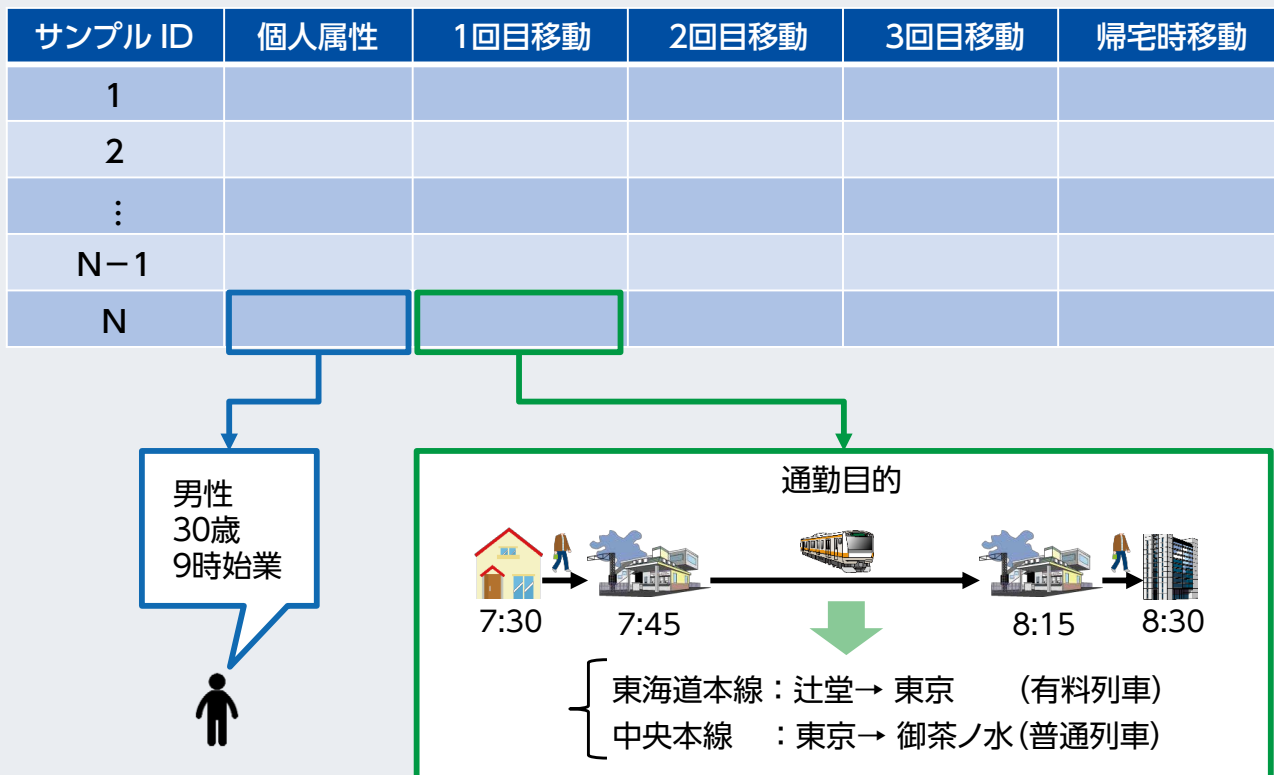 サンプル ID 個人属性 1回目移動 2回目移動 3回目移動 帰宅時移動
1
2
⋮
N－1
N
男性
30歳
9時始業
通勤目的
7:30 7:45 8:15 8:30
東海道本線：辻堂→ 東京 (有料列車)
中央本線 ：東京→ 御茶ノ水(普通列車)